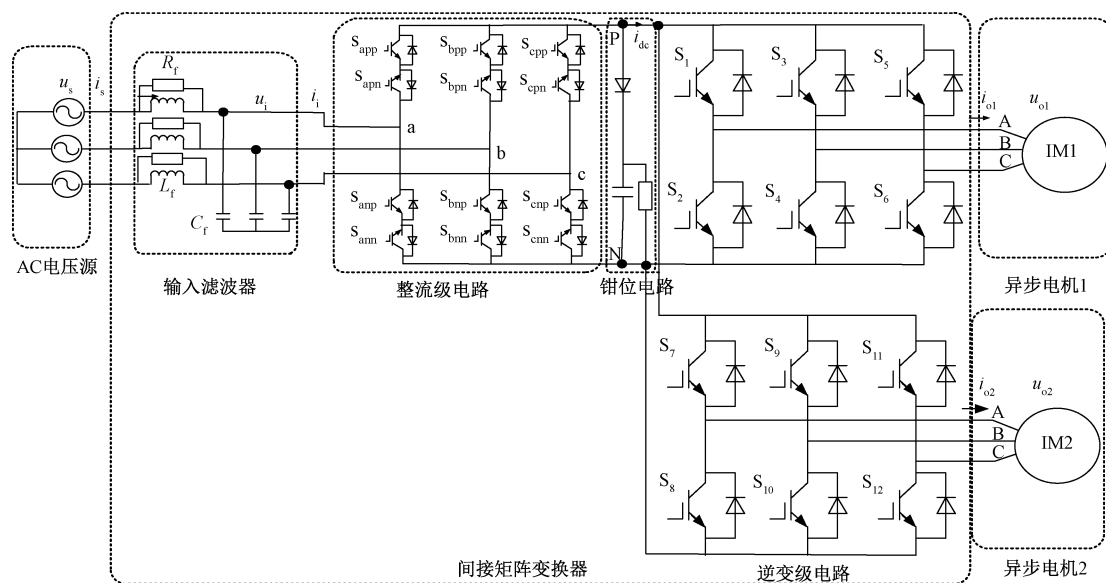 u_s
i_s
AC电压源
R_f
L_f
C_f
u_i
输入滤波器
i_i
S_app
S_bpp
S_cpp
S_apn
S_bpn
S_cpn
a
b
c
S_anp
S_bnp
S_cnp
S_ann
S_bnn
S_cnn
整流级电路
P
i_dc
N
钳位电路
S_1
S_3
S_5
S_2
S_4
S_6
i_o1
u_o1
A
B
C
IM1
异步电机1
S_7
S_9
S_11
S_8
S_10
S_12
i_o2
u_o2
A
B
C
IM2
间接矩阵变换器
逆变级电路
异步电机2